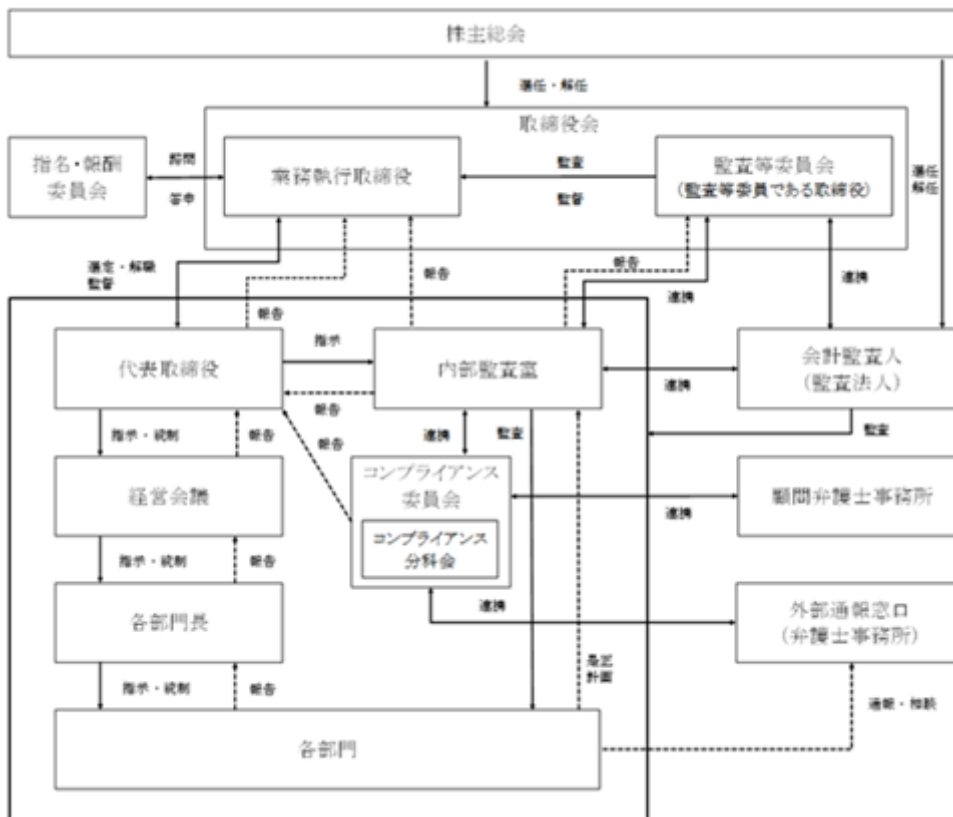 株主総会
選任・解任
取締役会
指名・報酬
委員会
諮問
答申
業務執行取締役
監査
監督
監査等委員会
(監査等委員である取締役)
選任
解任
選定・解職
監督
報告
報告
報告
連携
連携
代表取締役
指示
内部監査室
連携
会計監査人
(監査法人)
報告
指示・統制
報告
報告
連携
監査
監査
経営会議
コンプライアンス
委員会
コンプライアンス
分科会
連携
顧問弁護士事務所
指示・統制
報告
各部門長
連携
外部通報窓口
(弁護士事務所)
指示・統制
報告
是正
計画
通報・相談
各部門